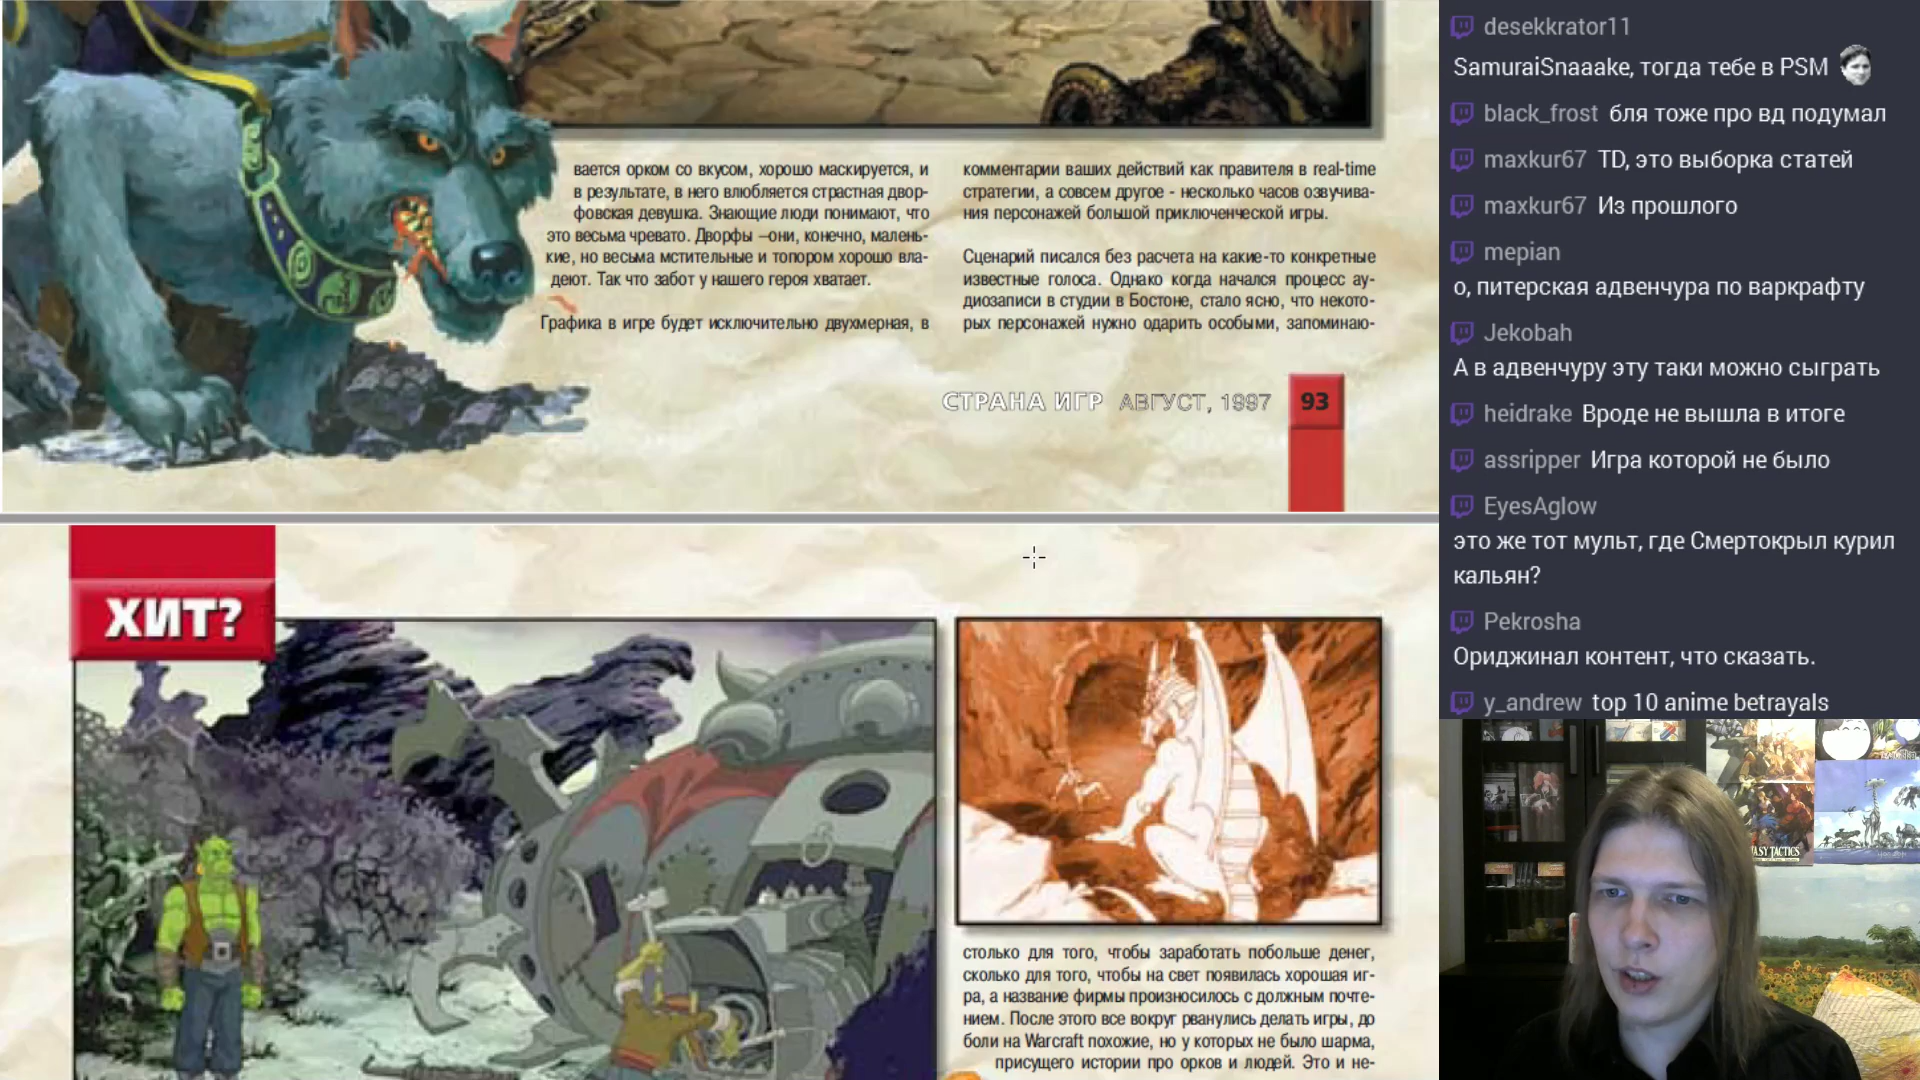 вается орком со вкусом, хорошо маскируется, и
в результате, в него влюбляется страстная двор-
фовская девушка. Знающие люди понимают, что
это весьма чревато. Дворфы –они, конечно, малень-
кие, но весьма мстительные и топором хорошо вла-
деют. Так что забот у нашего героя хватает.
Графика в игре будет исключительно двухмерная, в
комментарии ваших действий как правителя в real-time
стратегии, а совсем другое - несколько часов озвучива-
ния персонажей большой приключенческой игры.
Сценарий писался без расчета на какие-то конкретные
известные голоса. Однако когда начался процесс ау-
диозаписи в студии в Бостоне, стало ясно, что некото-
рых персонажей нужно одарить особыми, запоминаю-
СТРАНА ИГР АВГУСТ, 1997 93
ХИТ?
столько для того, чтобы заработать побольше денег,
сколько для того, чтобы на свет появилась хорошая иг-
ра, а название фирмы произносилось с должным почте-
нием. После этого все вокруг рванулись делать игры, до
боли на Warcraft похожие, но у которых не было шарма,
присущего истории про орков и людей. Это и не-
desekkrator11
SamuraiSnaaake, тогда тебе в PSM
black_frost бля тоже про вд подумал
maxkur67 TD, это выборка статей
maxkur67 Из прошлого
mepian
о, питерская адвенчура по варкрафту
Jekobah
А в адвенчуру эту таки можно сыграть
heidrake Вроде не вышла в итоге
assripper Игра которой не было
EyesAglow
это же тот мульт, где Смертокрыл курил
кальян?
Pekrosha
Ориджинал контент, что сказать.
y_andrew top 10 anime betrayals
TACTICS